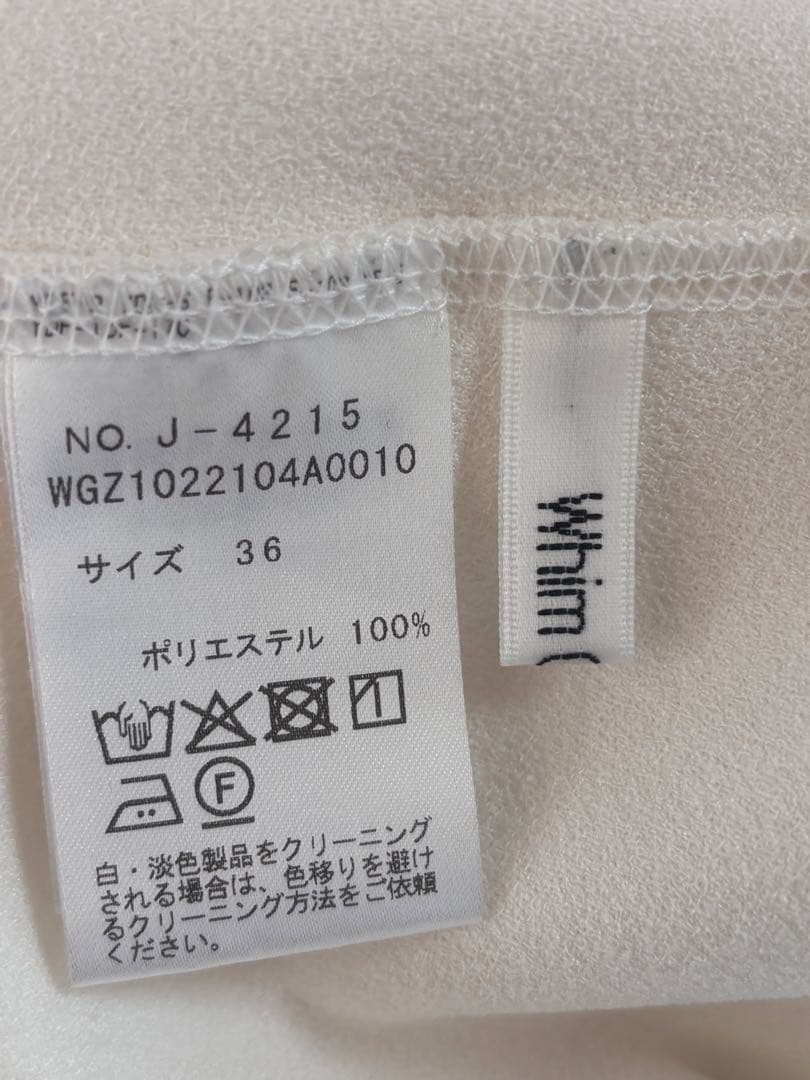 NO. J-4215
WGZ1022104A0010
サイズ 36
ポリエステル 100%
F
白・淡色製品をクリーニング
される場合は、色移りを避け
るクリーニング方法をご依頼
ください。
Whim